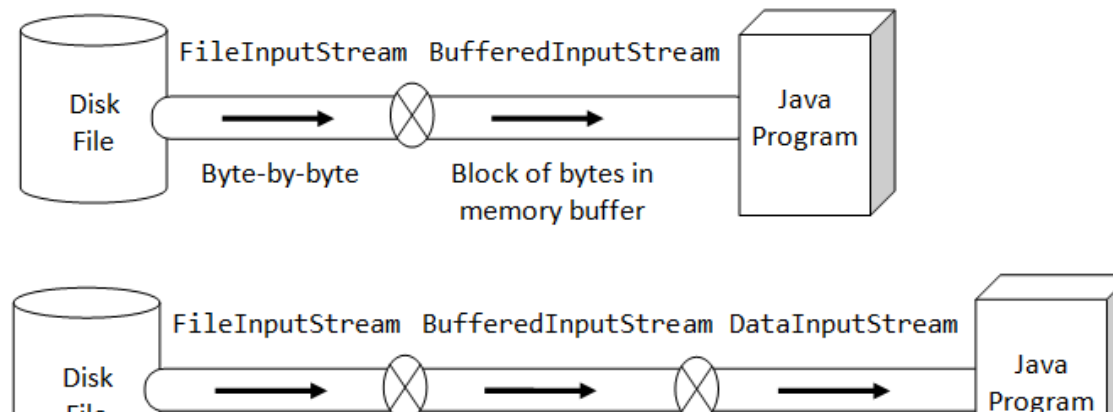 FileInputStream BufferedInputStream
Disk
File
Java
Program
Byte-by-byte
Block of bytes in
memory buffer
FileInputStream BufferedInputStream DataInputStream
Disk
File
Java
Program